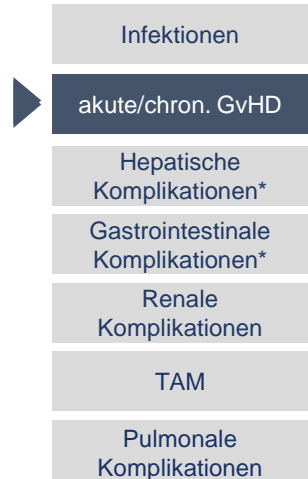 Infektionen
akute/chron. GvHD
Hepatische
Komplikationen*
Gastrointestinale
Komplikationen*
Renale
Komplikationen
TAM
Pulmonale
Komplikationen